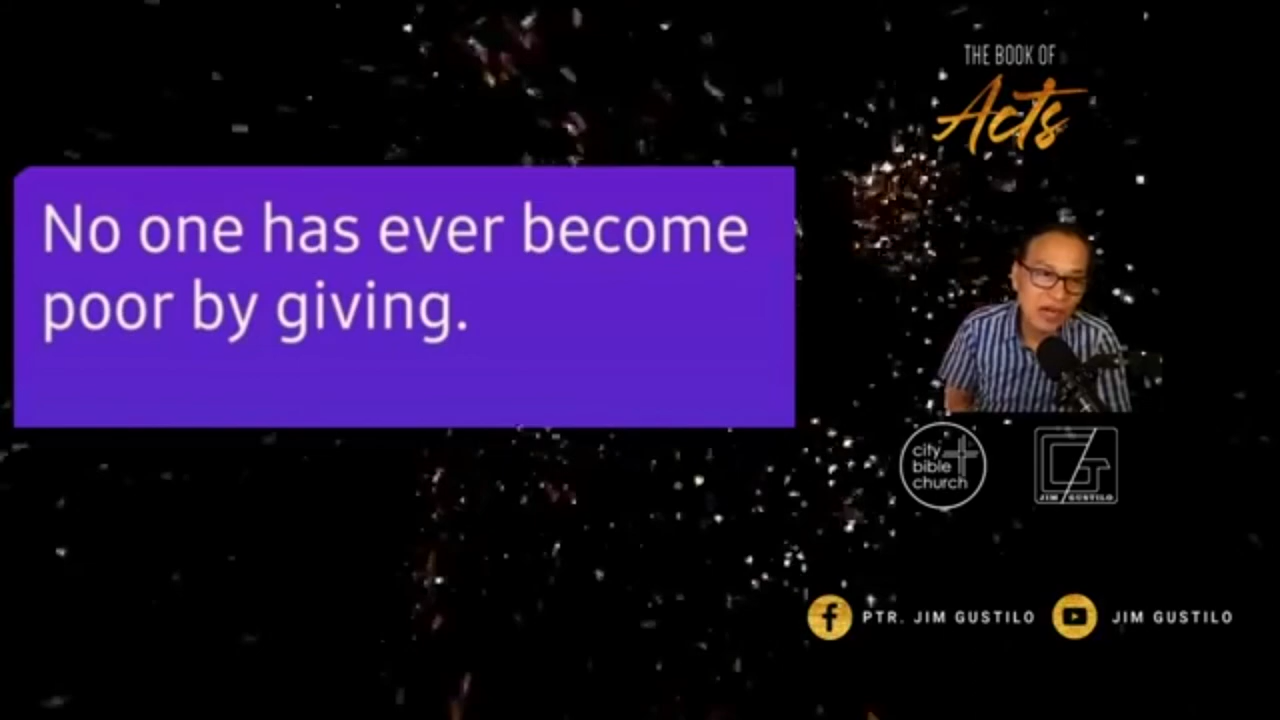 THE BOOK OF
Acts
No one has ever become
poor by giving.
city
bible
church
JIM GUSTILO
PTR. JIM GUSTILO
JIM GUSTILO